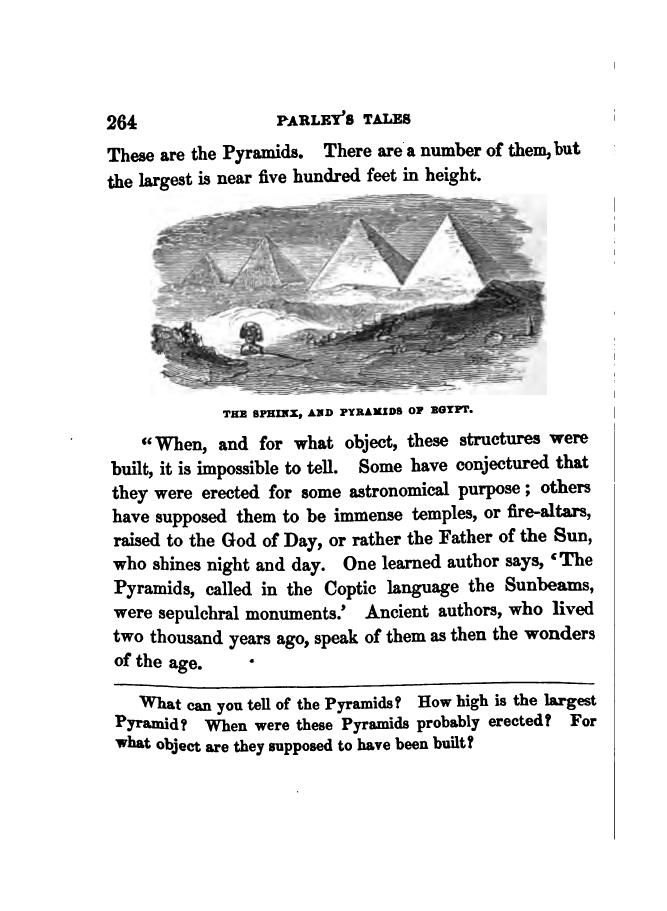 264 PARLEY'S TALES
These are the Pyramids. There are a number of them, but
the largest is near five hundred feet in height.
THE SPHINX, AND PYRAMIDS OF EGYPT.
“When, and for what object, these structures were
built, it is impossible to tell. Some have conjectured that
they were erected for some astronomical purpose; others
have supposed them to be immense temples, or fire-altars,
raised to the God of Day, or rather the Father of the Sun,
who shines night and day. One learned author says, ‘The
Pyramids, called in the Coptic language the Sunbeams,
were sepulchral monuments.’ Ancient authors, who lived
two thousand years ago, speak of them as then the wonders
of the age.
What can you tell of the Pyramids? How high is the largest
Pyramid? When were these Pyramids probably erected? For
what object are they supposed to have been built?